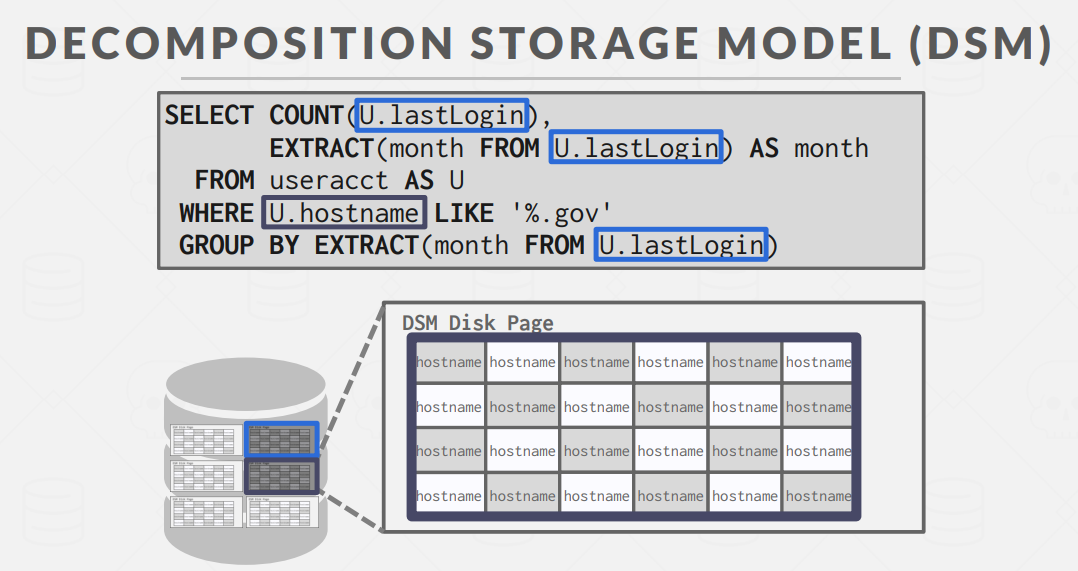 DECOMPOSITION STORAGE MODEL (DSM)
SELECT COUNT(U.lastLogin),
EXTRACT(month FROM U.lastLogin) AS month
FROM useracct AS U
WHERE U.hostname LIKE '%.gov'
GROUP BY EXTRACT(month FROM U.lastLogin)
DSM Disk Page
hostname hostname hostname hostname hostname hostname
hostname hostname hostname hostname hostname hostname
hostname hostname hostname hostname hostname hostname
hostname hostname hostname hostname hostname hostname